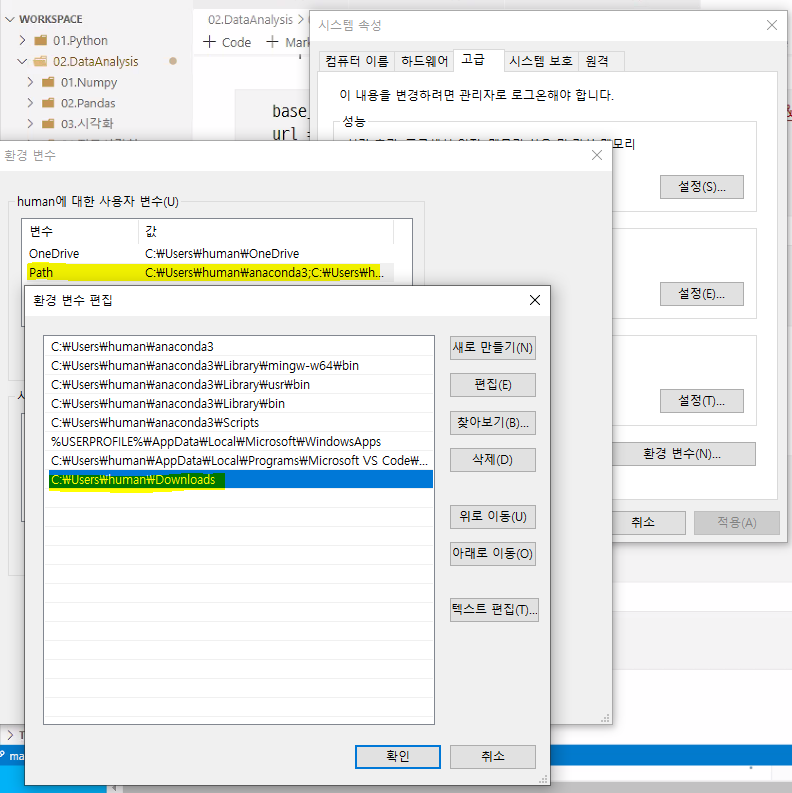 WORKSPACE
01.Python
02.DataAnalysis
01.Numpy
02.Pandas
03.시각화
02.DataAnalysis >
+ Code + Mark
base_
url =
시스템 속성
컴퓨터 이름 하드웨어 고급 시스템 보호 원격
이 내용을 변경하려면 관리자로 로그온해야 합니다.
성능
설정(S)...
설정(E)...
설정(T)...
환경 변수(N)...
취소 적용(A)
환경 변수
human에 대한 사용자 변수(U)
변수 값
OneDrive C:₩Users₩human₩OneDrive
Path C:₩Users₩human₩anaconda3;C:₩Users₩h...
환경 변수 편집
C:₩Users₩human₩anaconda3
C:₩Users₩human₩anaconda3₩Library₩mingw-w64₩bin
C:₩Users₩human₩anaconda3₩Library₩usr₩bin
C:₩Users₩human₩anaconda3₩Library₩bin
C:₩Users₩human₩anaconda3₩Scripts
%USERPROFILE%₩AppData₩Local₩Microsoft₩WindowsApps
C:₩Users₩human₩AppData₩Local₩Programs₩Microsoft VS Code₩...
C:₩Users₩human₩Downloads
새로 만들기(N)
편집(E)
찾아보기(B)...
삭제(D)
위로 이동(U)
아래로 이동(O)
텍스트 편집(T)...
확인 취소